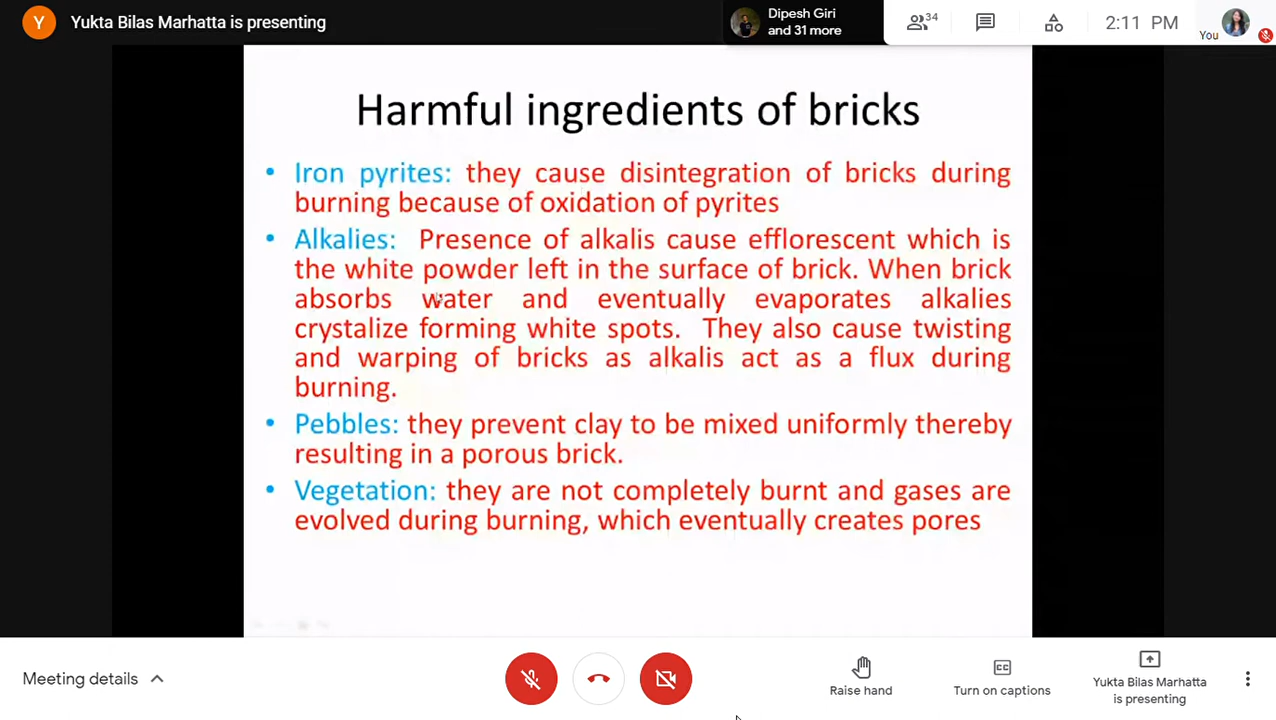 Y Yukta Bilas Marhatta is presenting
Dipesh Giri
and 31 more
34
2:11 PM
You
Harmful ingredients of bricks
• Iron pyrites: they cause disintegration of bricks during
burning because of oxidation of pyrites
• Alkalies: Presence of alkalis cause efflorescent which is
the white powder left in the surface of brick. When brick
absorbs water and eventually evaporates alkalies
crystalize forming white spots. They also cause twisting
and warping of bricks as alkalis act as a flux during
burning.
• Pebbles: they prevent clay to be mixed uniformly thereby
resulting in a porous brick.
• Vegetation: they are not completely burnt and gases are
evolved during burning, which eventually creates pores
Meeting details
Raise hand
CC
Turn on captions
Yukta Bilas Marhatta
is presenting